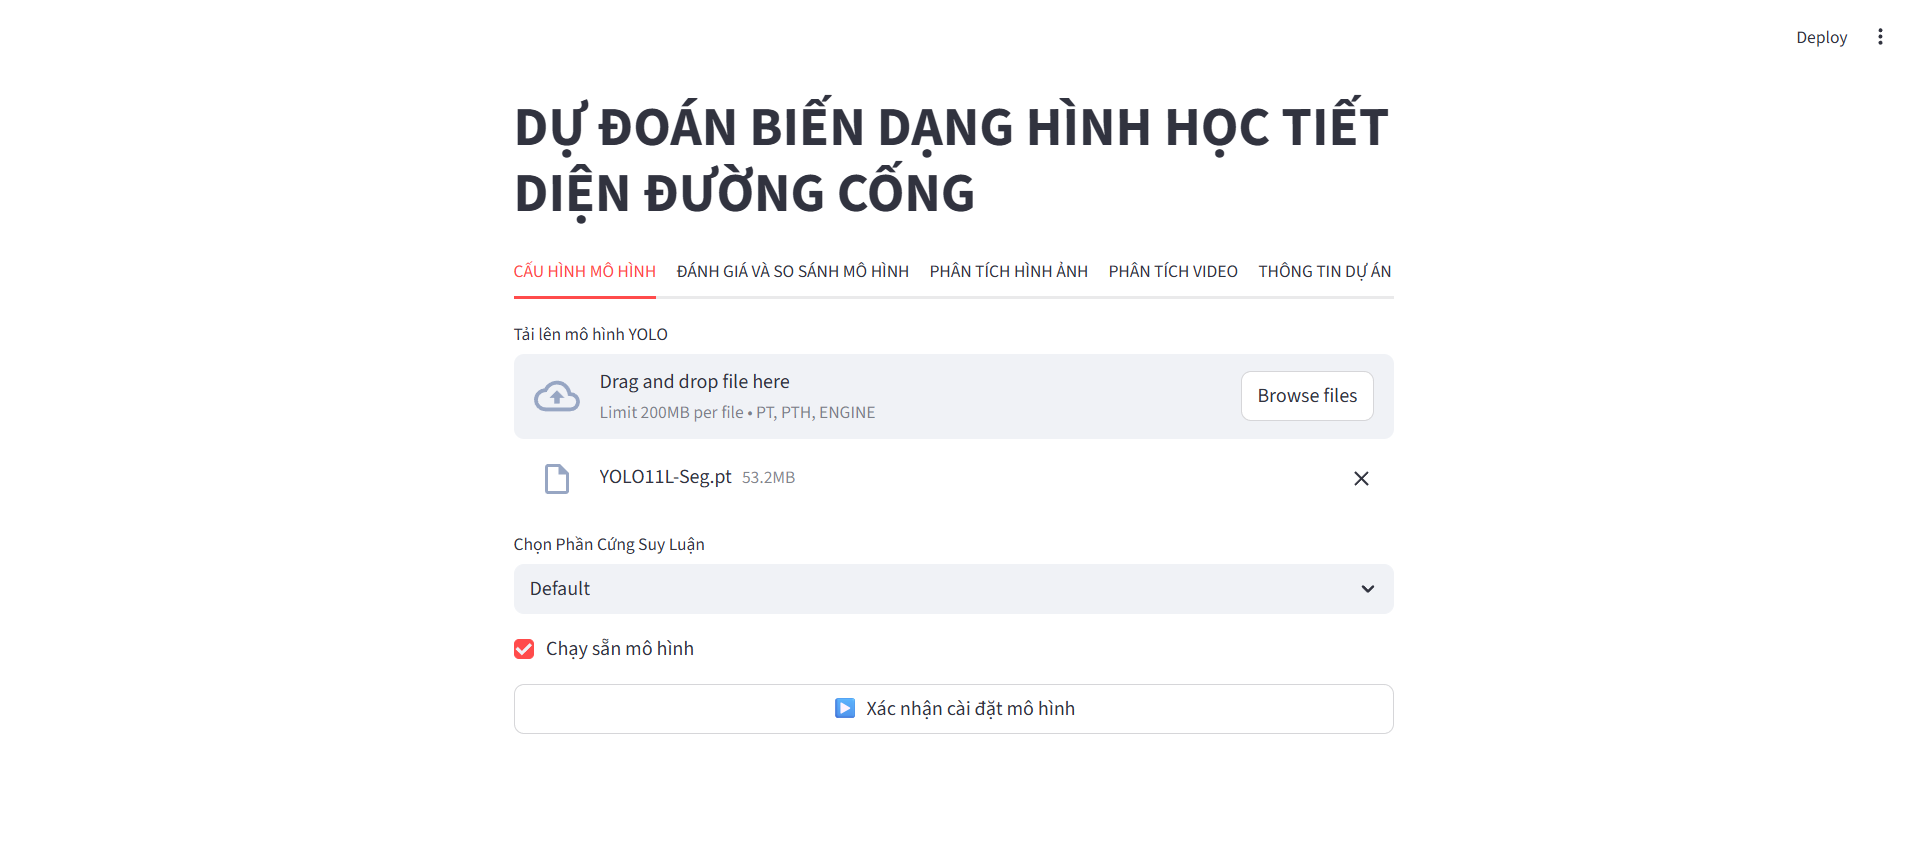 Deploy
DỰ ĐOÁN BIẾN DẠNG HÌNH HỌC TIẾT
DIỆN ĐƯỜNG CỐNG
CẤU HÌNH MÔ HÌNH ĐÁNH GIÁ VÀ SO SÁNH MÔ HÌNH PHÂN TÍCH HÌNH ẢNH PHÂN TÍCH VIDEO THÔNG TIN DỰ ÁN
Tải lên mô hình YOLO
Drag and drop file here
Limit 200MB per file • PT, PTH, ENGINE
Browse files
YOLO11L-Seg.pt 53.2MB
Chọn Phần Cứng Suy Luận
Default
Chạy sẵn mô hình
Xác nhận cài đặt mô hình